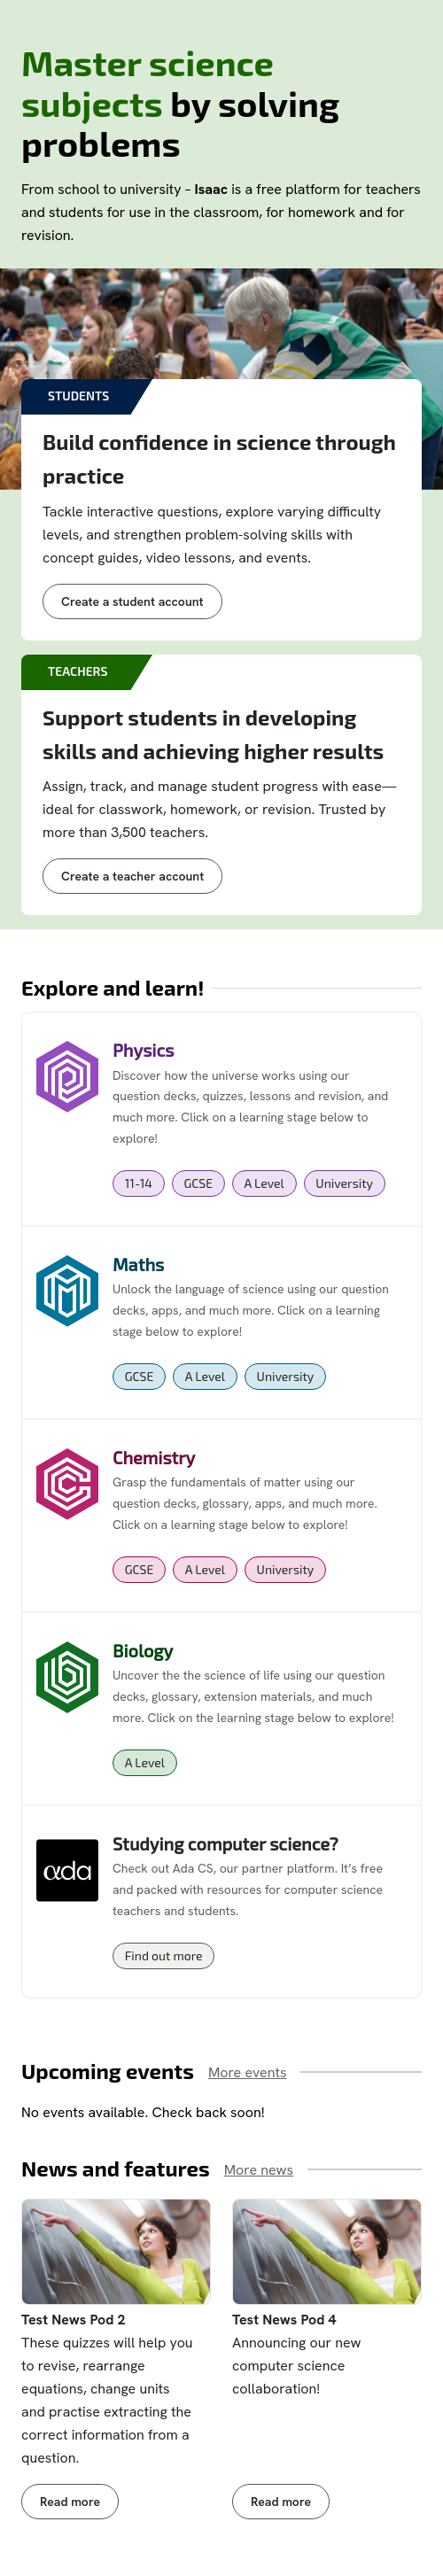 Master science
subjects by solving
problems
From school to university – Isaac is a free platform for teachers
and students for use in the classroom, for homework and for
revision.
STUDENTS
Build confidence in science through
practice
Tackle interactive questions, explore varying difficulty
levels, and strengthen problem-solving skills with
concept guides, video lessons, and events.
Create a student account
TEACHERS
Support students in developing
skills and achieving higher results
Assign, track, and manage student progress with ease—
ideal for classwork, homework, or revision. Trusted by
more than 3,500 teachers.
Create a teacher account
Explore and learn!
Physics
Discover how the universe works using our
question decks, quizzes, lessons and revision, and
much more. Click on a learning stage below to
explore!
11-14 GCSE A Level University
Maths
Unlock the language of science using our question
decks, apps, and much more. Click on a learning
stage below to explore!
GCSE A Level University
Chemistry
Grasp the fundamentals of matter using our
question decks, glossary, apps, and much more.
Click on a learning stage below to explore!
GCSE A Level University
Biology
Uncover the the science of life using our question
decks, glossary, extension materials, and much
more. Click on the learning stage below to explore!
A Level
ada
Studying computer science?
Check out Ada CS, our partner platform. It’s free
and packed with resources for computer science
teachers and students.
Find out more
Upcoming events More events
No events available. Check back soon!
News and features More news
Test News Pod 2
These quizzes will help you
to revise, rearrange
equations, change units
and practise extracting the
correct information from a
question.
Read more
Test News Pod 4
Announcing our new
computer science
collaboration!
Read more